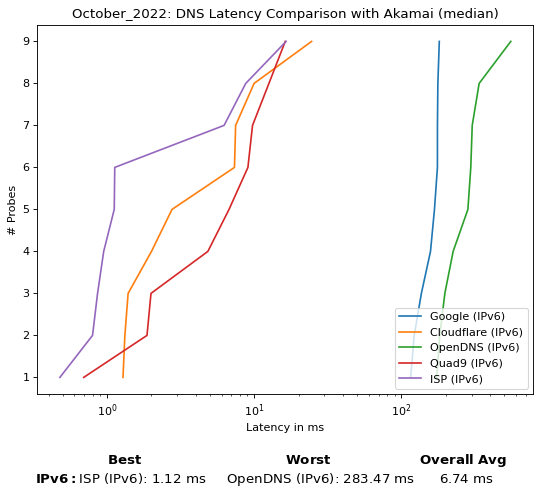 October_2022: DNS Latency Comparison with Akamai (median)
9
8
7
6
5
4
3
2
1
# Probes
10⁰
10¹
10²
Latency in ms
Google (IPv6)
Cloudflare (IPv6)
OpenDNS (IPv6)
Quad9 (IPv6)
ISP (IPv6)
Best Worst Overall Avg
IPv6: ISP (IPv6): 1.12 ms OpenDNS (IPv6): 283.47 ms 6.74 ms